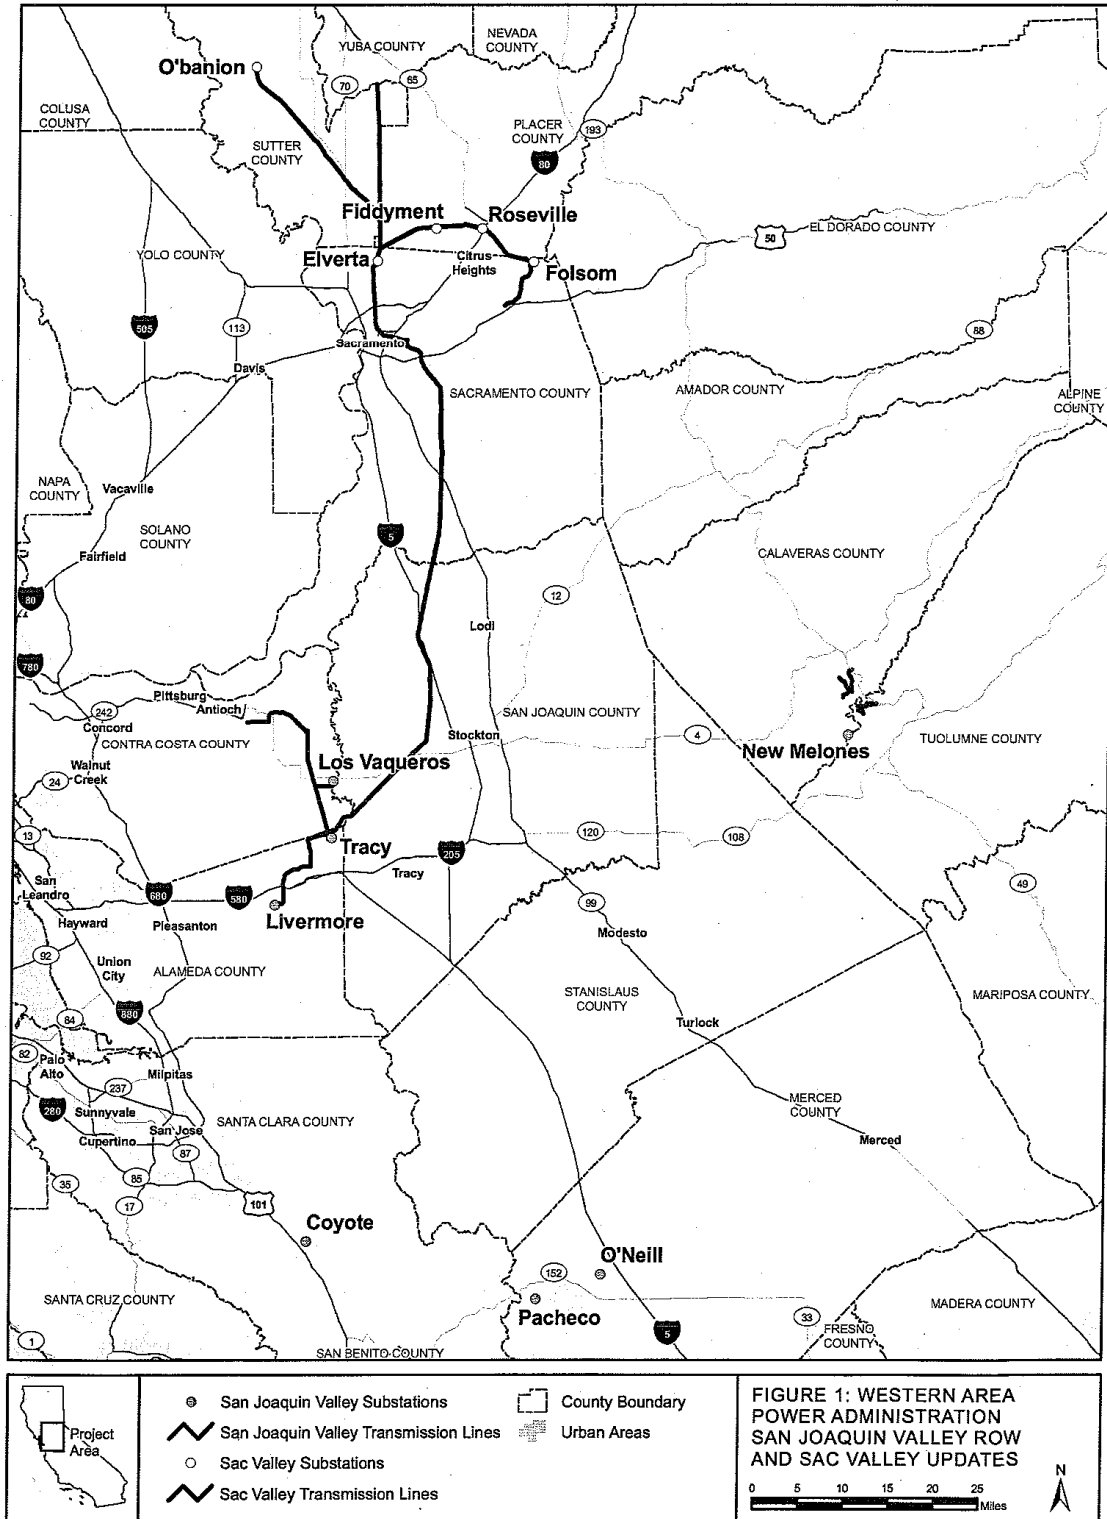 NEVADA
COUNTY
YUBA COUNTY
O'banion
65
70
COLUSA
COUNTY
PLACER
COUNTY
193
SUTTER
COUNTY
80
Fiddyment
Roseville
EL DORADO COUNTY
50
YOLO COUNTY
Elverta
Citrus
Heights
Folsom
505
113
88
Sacramento
Davis
SACRAMENTO COUNTY
AMADOR COUNTY
ALPINE
COUNTY
NAPA
COUNTY
Vacaville
SOLANO
COUNTY
5
Fairfield
CALAVERAS COUNTY
80
12
Lodi
780
Pittsburg
Antioch
242
Concord
SAN JOAQUIN COUNTY
CONTRA COSTA COUNTY
Stockton
4
New Melones
TUOLUMNE COUNTY
Los Vaqueros
Walnut
Creek
24
13
120
108
Tracy
205
Tracy
San
Leandro
680
580
49
Livermore
99
Hayward
Pleasanton
Modesto
92
Union
City
ALAMEDA COUNTY
STANISLAUS
COUNTY
MARIPOSA COUNTY
880
84
Turlock
82
Palo
Alto
Milpitas
237
280
Sunnyvale
MERCED
COUNTY
SANTA CLARA COUNTY
San Jose
Cupertino
Merced
87
35
85
17
101
Coyote
O'Neill
152
SANTA CRUZ COUNTY
Pacheco
MADERA COUNTY
33
5
FRESNO
COUNTY
1
SAN BENITO COUNTY
Project
Area
San Joaquin Valley Substations
San Joaquin Valley Transmission Lines
Sac Valley Substations
Sac Valley Transmission Lines
County Boundary
Urban Areas
FIGURE 1: WESTERN AREA
POWER ADMINISTRATION
SAN JOAQUIN VALLEY ROW
AND SAC VALLEY UPDATES
N
0 5 10 15 20 25
Miles